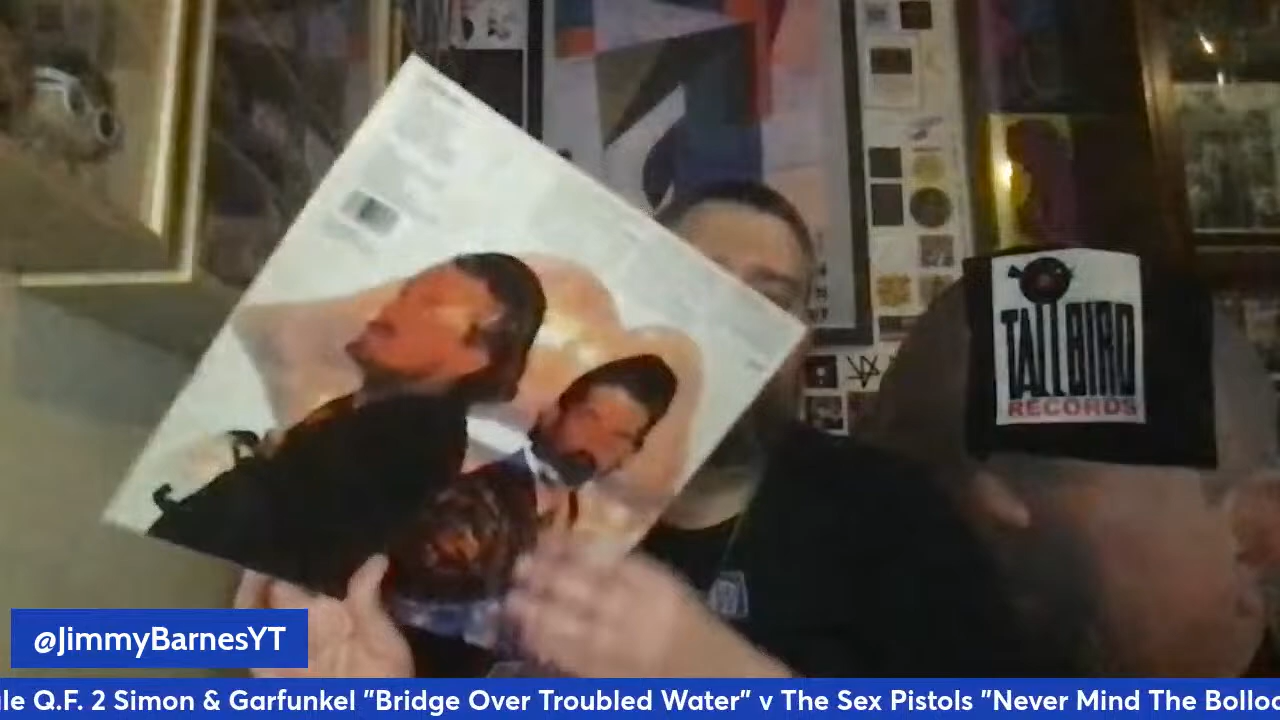 TALLBIRD
RECORDS
@JimmyBarnesYT
le Q.F. 2 Simon & Garfunkel "Bridge Over Troubled Water" v The Sex Pistols "Never Mind The Bolloc